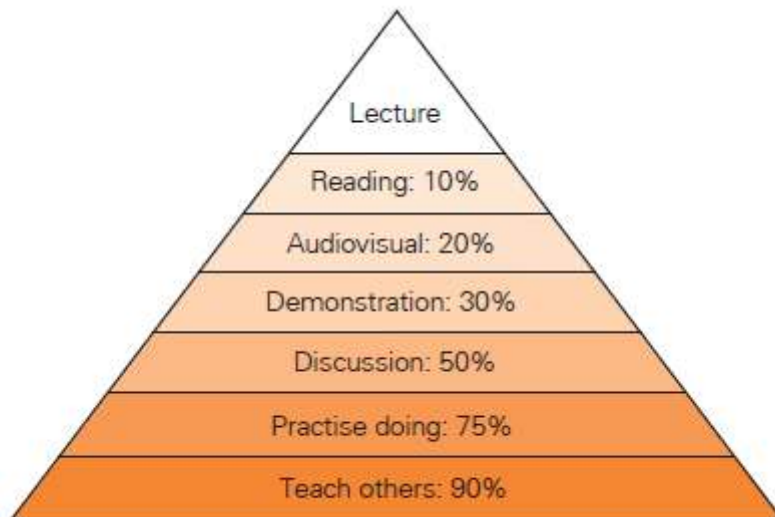 Lecture
Reading: 10%
Audiovisual: 20%
Demonstration: 30%
Discussion: 50%
Practise doing: 75%
Teach others: 90%